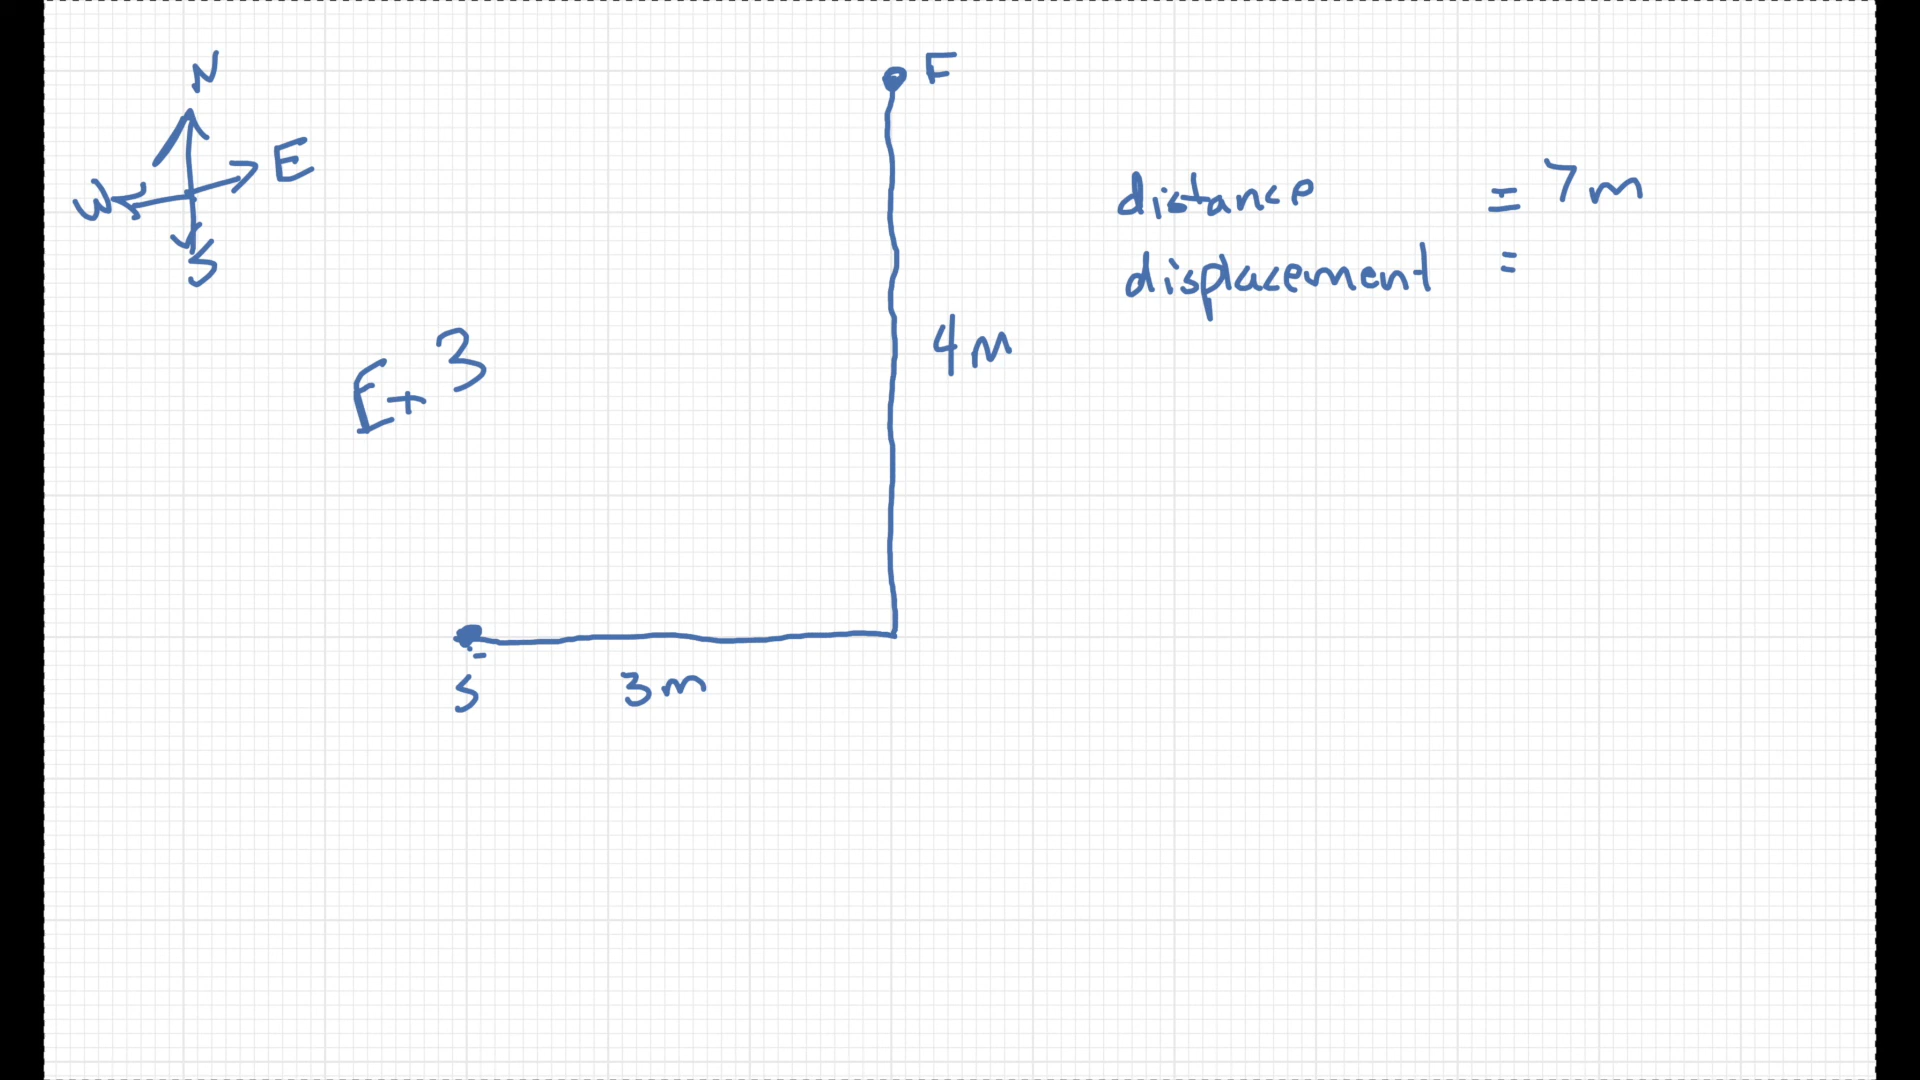 N
E
W
S
F
distance = 7m
displacement =
4m
E+ 3
S
3m